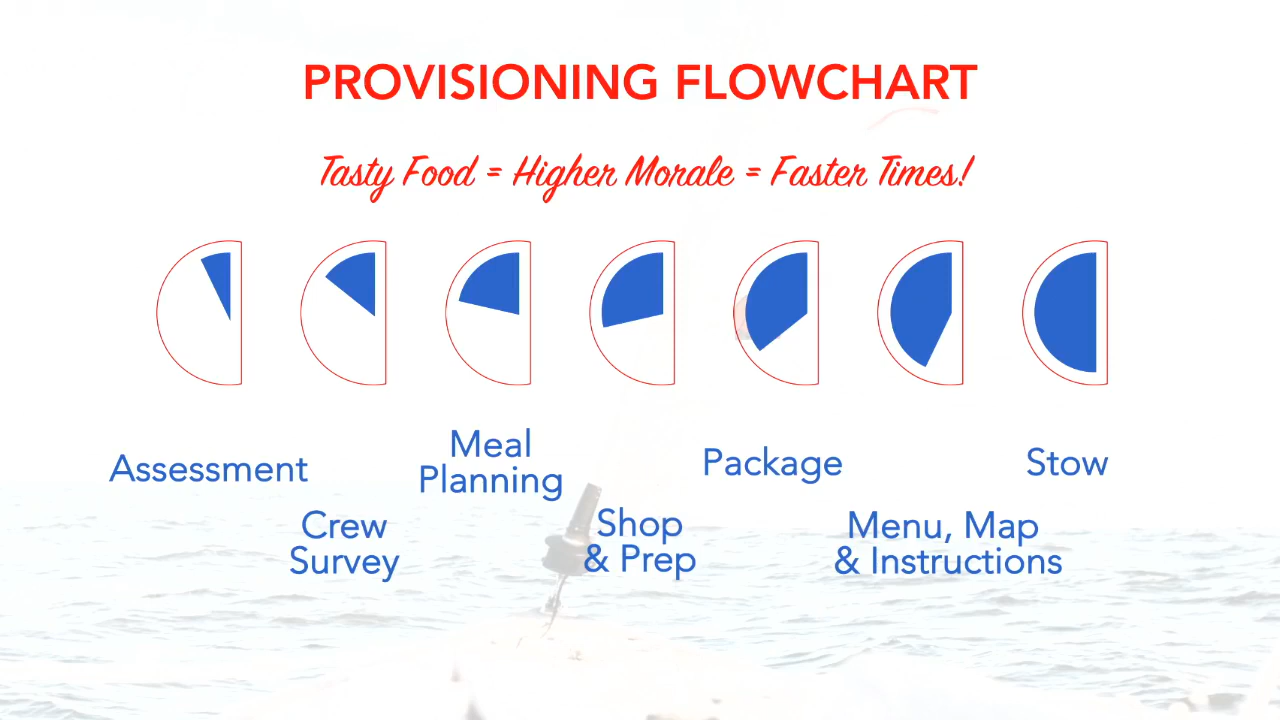 PROVISIONING FLOWCHART
Tasty Food = Higher Morale = Faster Times!
Assessment
Crew
Survey
Meal
Planning
Shop
& Prep
Package
Menu, Map
& Instructions
Stow